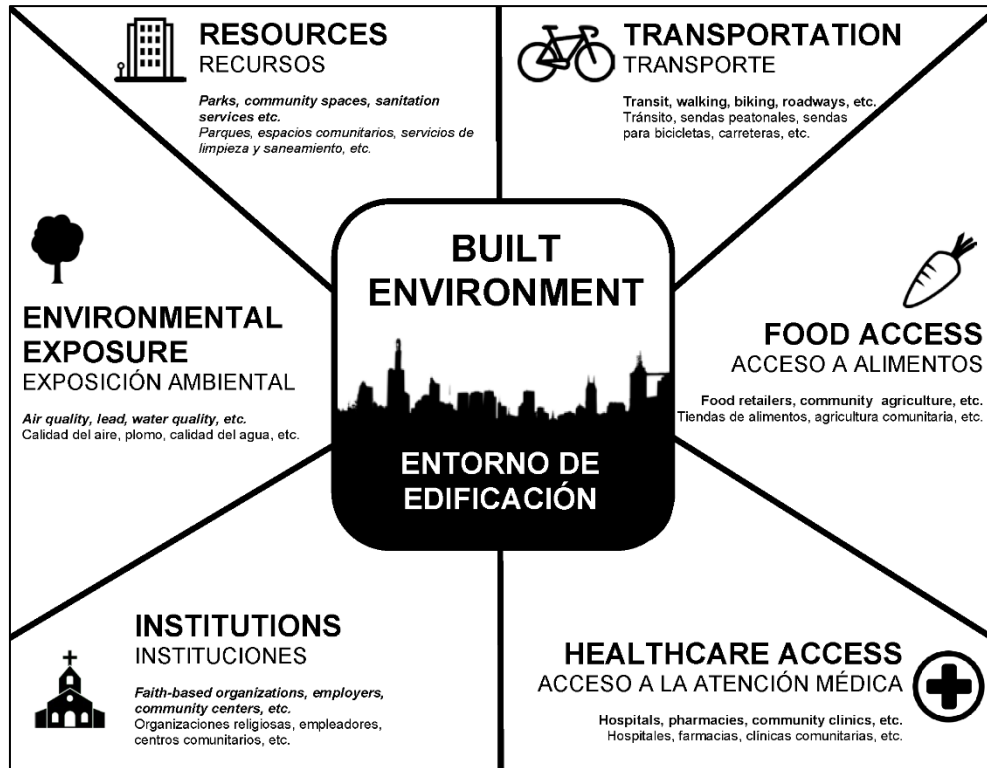 RESOURCES
RECURSOS
Parks, community spaces, sanitation
services etc.
Parques, espacios comunitarios, servicios de
limpieza y saneamiento, etc.
TRANSPORTATION
TRANSPORTE
Transit, walking, biking, roadways, etc.
Tránsito, sendas peatonales, sendas
para bicicletas, carreteras, etc.
BUILT
ENVIRONMENT
ENTORNO DE
EDIFICACIÓN
ENVIRONMENTAL
EXPOSURE
EXPOSICIÓN AMBIENTAL
Air quality, lead, water quality, etc.
Calidad del aire, plomo, calidad del agua, etc.
FOOD ACCESS
ACCESO A ALIMENTOS
Food retailers, community agriculture, etc.
Tiendas de alimentos, agricultura comunitaria, etc.
INSTITUTIONS
INSTITUCIONES
Faith-based organizations, employers,
community centers, etc.
Organizaciones religiosas, empleadores,
centros comunitarios, etc.
HEALTHCARE ACCESS
ACCESO A LA ATENCIÓN MÉDICA
Hospitals, pharmacies, community clinics, etc.
Hospitales, farmacias, clínicas comunitarias, etc.